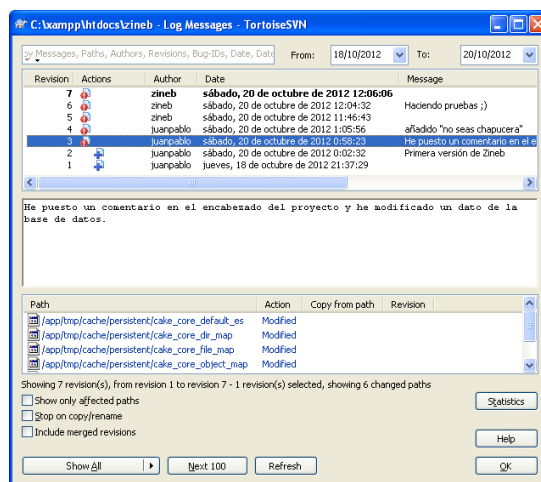 C:\xampp\htdocs\zineb - Log Messages - TortoiseSVN
by Messages, Paths, Authors, Revisions, Bug-IDs, Date, Date From: 18/10/2012 To: 20/10/2012
Revision Actions Author Date Message
7 zineb sábado, 20 de octubre de 2012 12:06:06
6 zineb sábado, 20 de octubre de 2012 12:04:32 Haciendo pruebas ;)
5 zineb sábado, 20 de octubre de 2012 11:46:43
4 juanpablo sábado, 20 de octubre de 2012 1:05:56 añadido "no seas chapucera"
3 juanpablo sábado, 20 de octubre de 2012 0:58:23 He puesto un comentario en el e
2 juanpablo sábado, 20 de octubre de 2012 0:02:32 Primera versión de Zineb
1 juanpablo jueves, 18 de octubre de 2012 21:37:29
He puesto un comentario en el encabezado del proyecto y he modificado un dato de la
base de datos.
Path Action Copy from path Revision
/app/tmp/cache/persistent/cake_core_default_es Modified
/app/tmp/cache/persistent/cake_core_dir_map Modified
/app/tmp/cache/persistent/cake_core_file_map Modified
/app/tmp/cache/persistent/cake_core_object_map Modified
Showing 7 revision(s), from revision 1 to revision 7 - 1 revision(s) selected, showing 6 changed paths
Show only affected paths Statistics
Stop on copy/rename
Include merged revisions
Help
Show All Next 100 Refresh OK